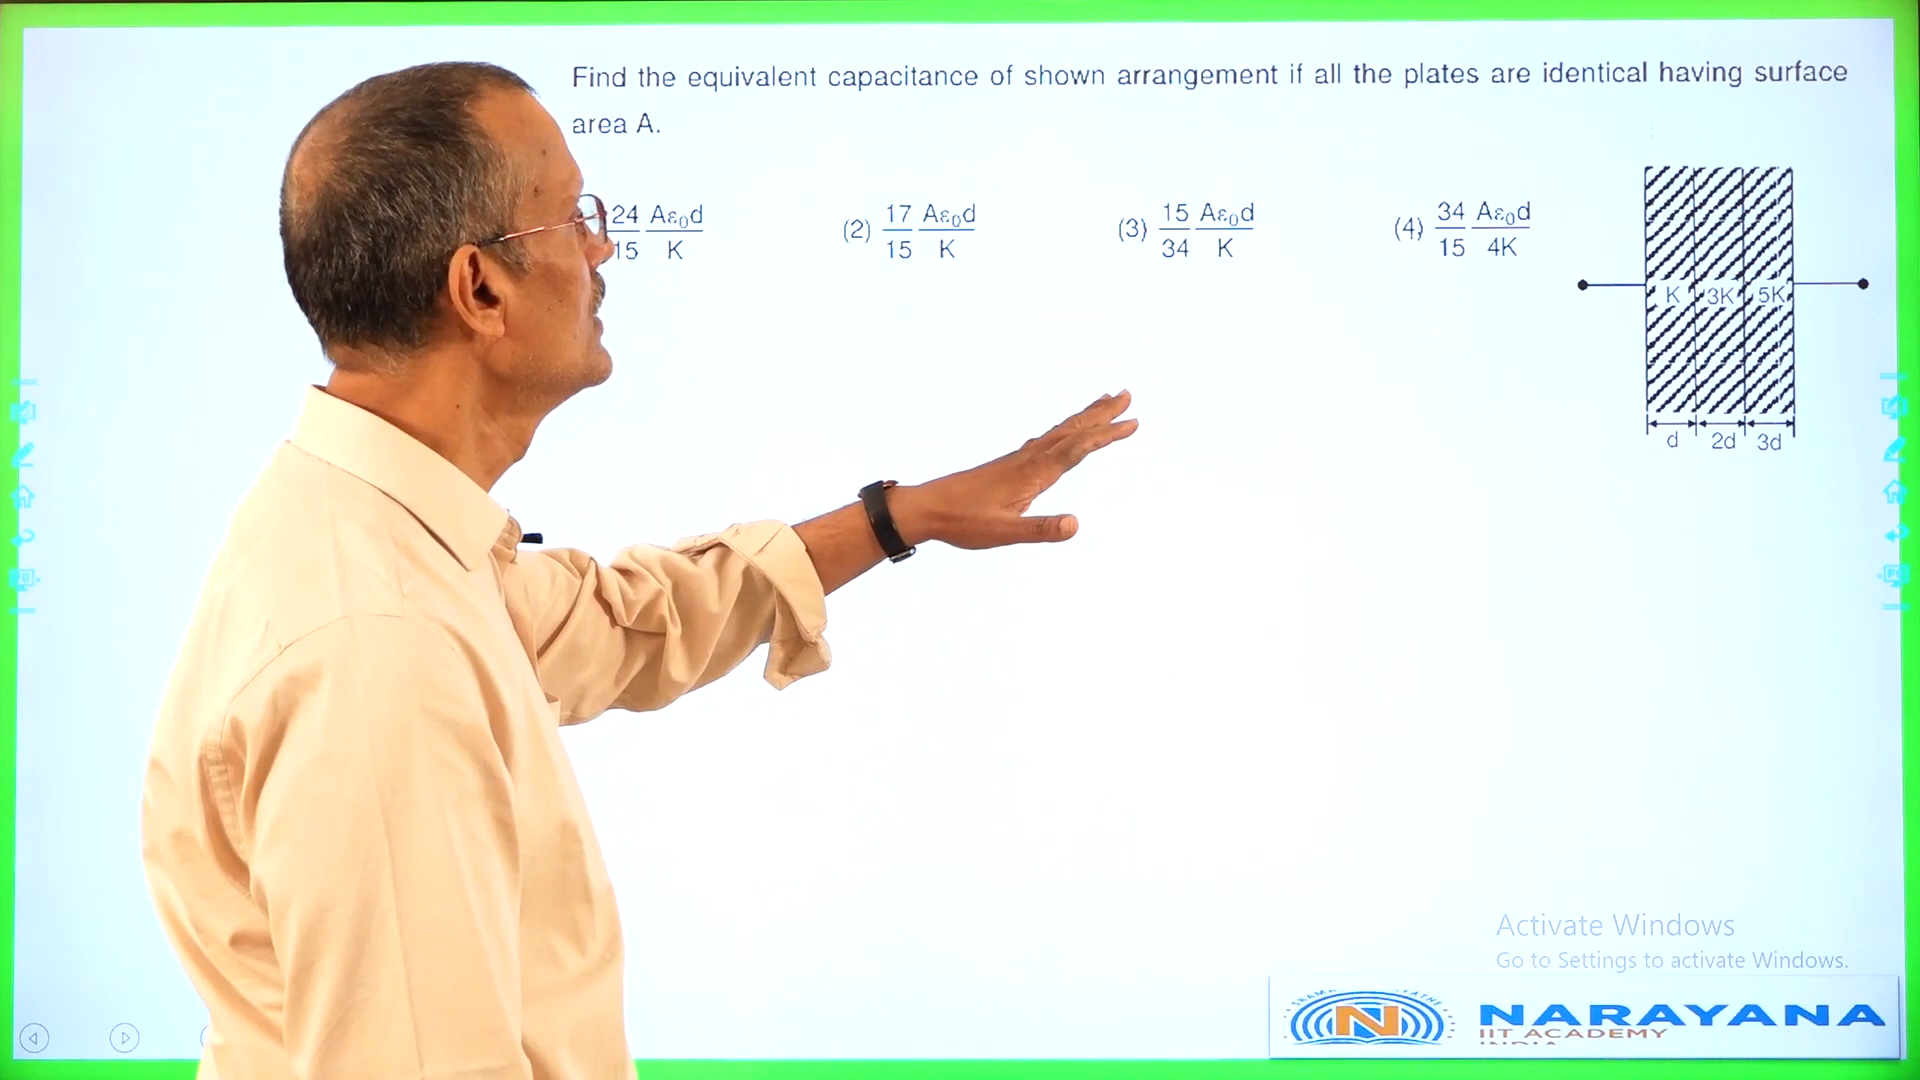 Find the equivalent capacitance of shown arrangement if all the plates are identical having surface
area A.
24/15 Aε₀d/K
(2) 17/15 Aε₀d/K
(3) 15/34 Aε₀d/K
(4) 34/15 Aε₀d/4K
K 3K 5K
d 2d 3d
Activate Windows
Go to Settings to activate Windows.
N NARAYANA
IIT ACADEMY